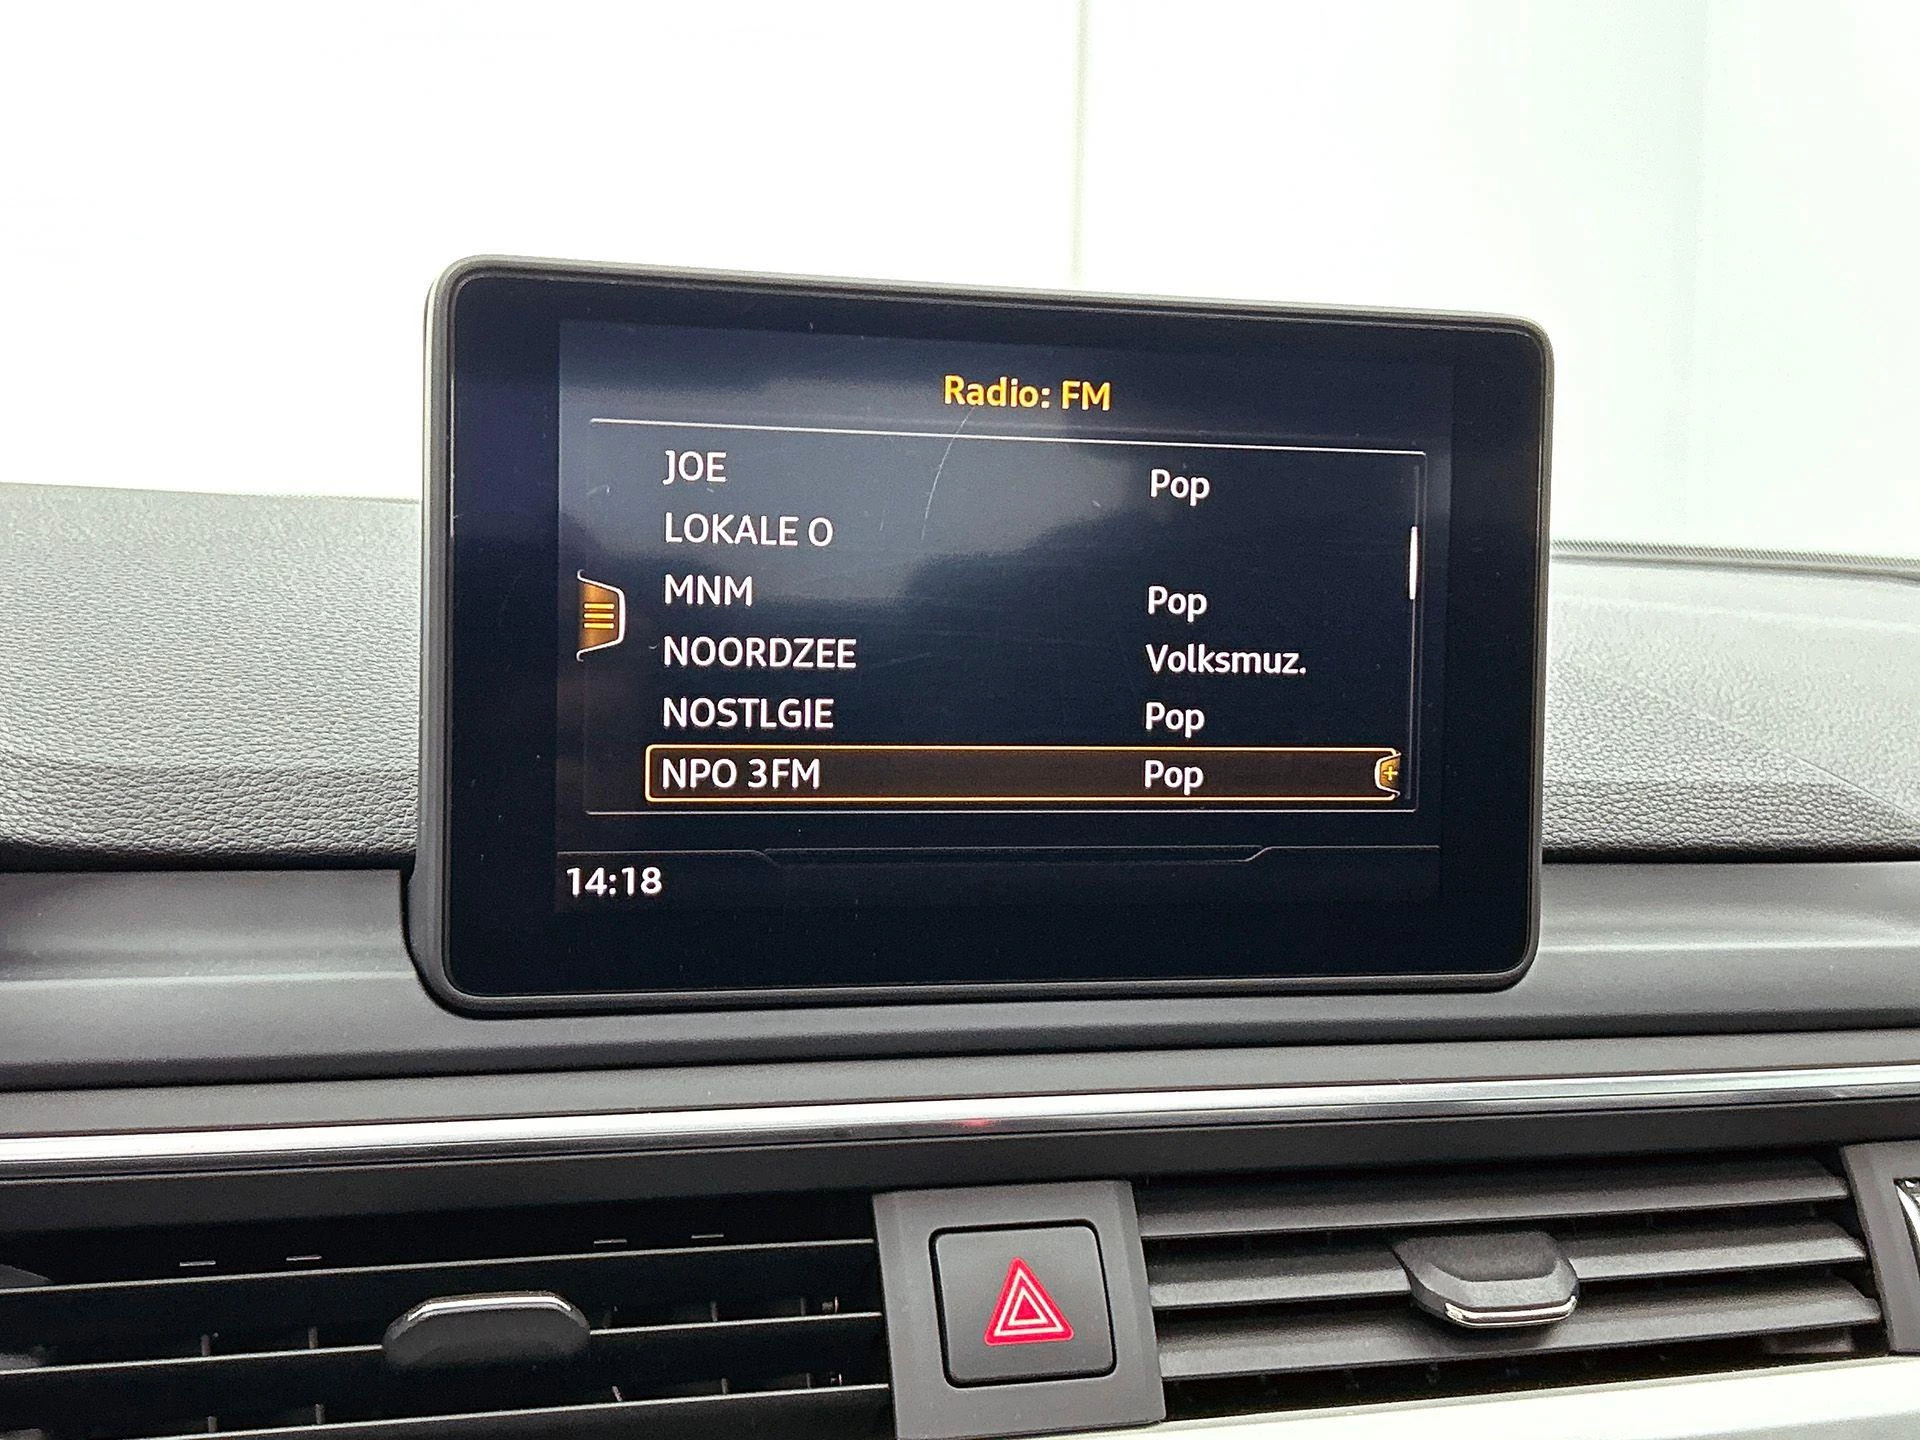 Radio: FM
JOE Pop
LOKALE O
MNM Pop
NOORDZEE Volksmuz.
NOSTLGIE Pop
NPO 3FM Pop
14:18